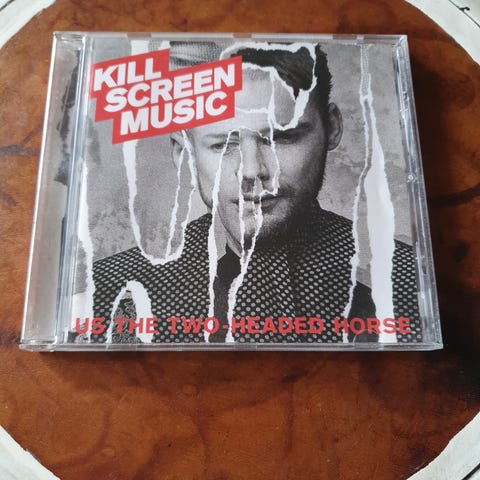 KILL
SCREEN
MUSIC
US THE TWO-HEADED HORSE